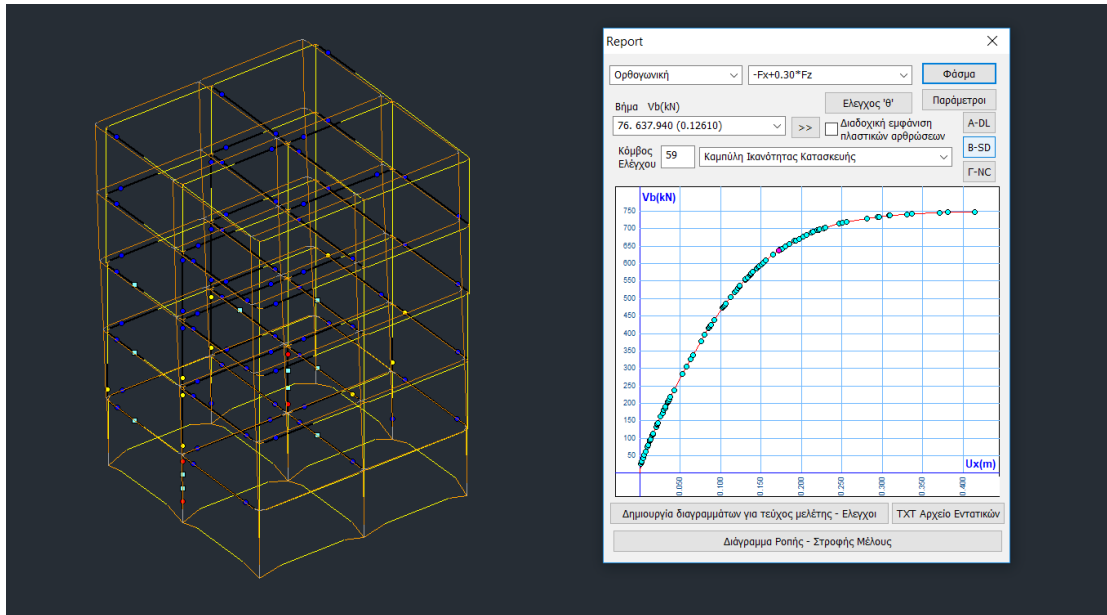 Report
Ορθογωνική
-Fx+0.30*Fz
Φάσμα
Βήμα Vb(kN)
Ελεγχος 'θ'
Παράμετροι
76. 637.940 (0.12610)
>>
Διαδοχική εμφάνιση
πλαστικών αρθρώσεων
A-DL
Κόμβος
Ελέγχου
59
Καμπύλη Ικανότητας Κατασκευής
B-SD
Γ-NC
Vb(kN)
750
700
650
600
550
500
450
400
350
300
250
200
150
100
50
Ux(m)
0.050
0.100
0.150
0.200
0.250
0.300
0.350
0.400
Δημιουργία διαγραμμάτων για τεύχος μελέτης - Ελεγχοι
TXT Αρχείο Εντατικών
Διάγραμμα Ροπής - Στροφής Μέλους